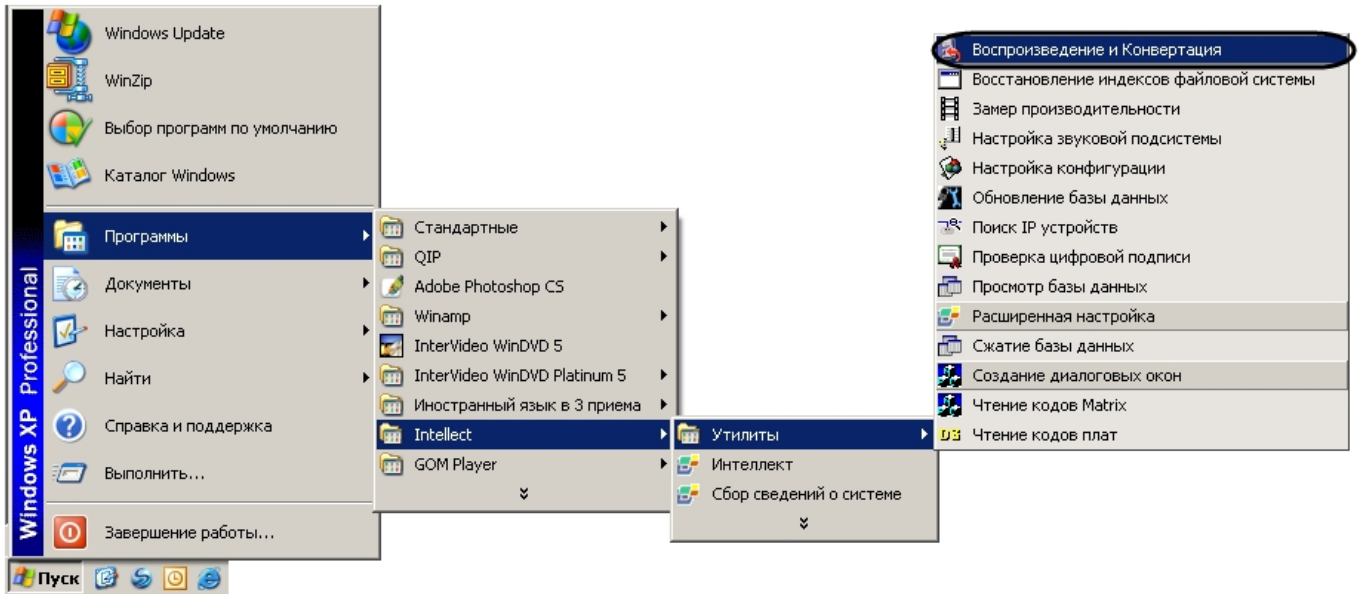 Windows Update
WinZip
Выбор программ по умолчанию
Каталог Windows
Программы
Документы
Настройка
Найти
Справка и поддержка
Выполнить...
Завершение работы...
Windows XP Professional
Пуск
Стандартные
QIP
Adobe Photoshop CS
Winamp
InterVideo WinDVD 5
InterVideo WinDVD Platinum 5
Иностранный язык в 3 приема
Intellect
GOM Player
Утилиты
Интеллект
Сбор сведений о системе
Воспроизведение и Конвертация
Восстановление индексов файловой системы
Замер производительности
Настройка звуковой подсистемы
Настройка конфигурации
Обновление базы данных
Поиск IP устройств
Проверка цифровой подписи
Просмотр базы данных
Расширенная настройка
Сжатие базы данных
Создание диалоговых окон
Чтение кодов Matrix
Чтение кодов плат